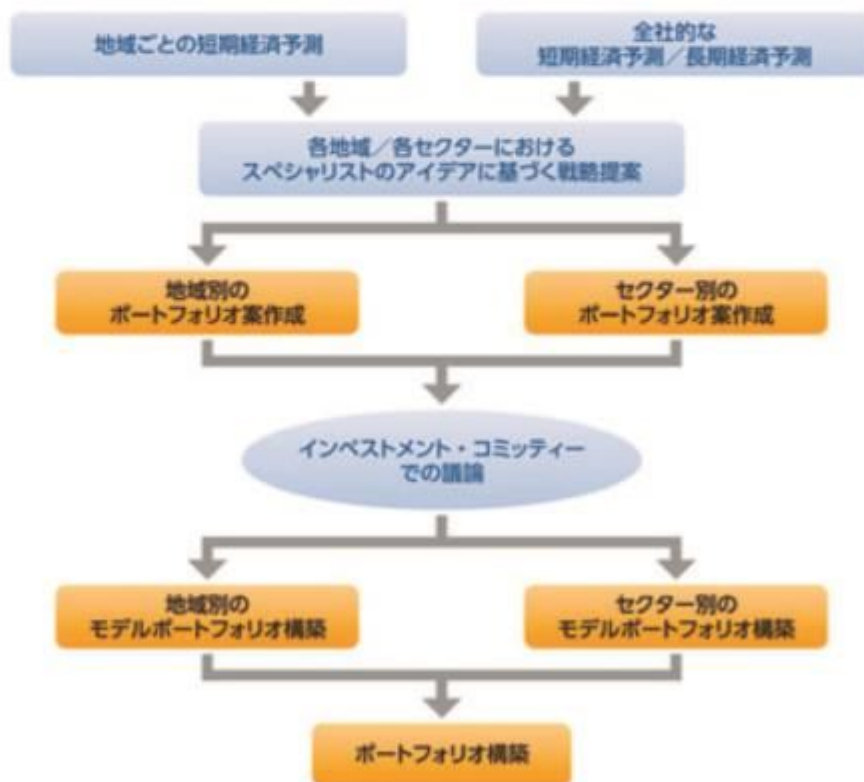 地域ごとの短期経済予測
全社的な
短期経済予測／長期経済予測
各地域／各セクターにおける
スペシャリストのアイデアに基づく戦略提案
地域別の
ポートフォリオ案作成
セクター別の
ポートフォリオ案作成
インベストメント・コミッティー
での議論
地域別の
モデルポートフォリオ構築
セクター別の
モデルポートフォリオ構築
ポートフォリオ構築